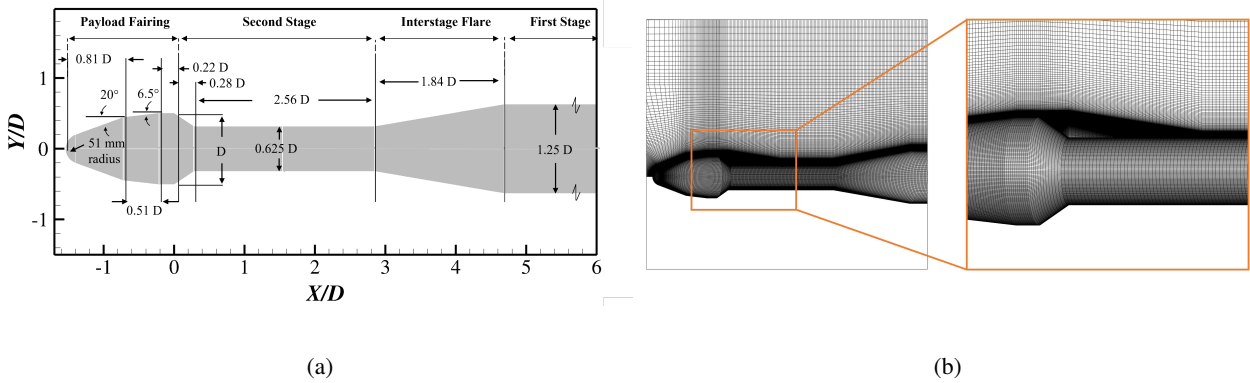 Payload Fairing Second Stage Interstage Flare First Stage
0.81 D
0.22 D
0.28 D
1.84 D
20°
6.5°
2.56 D
51 mm
radius
D
0.625 D
1.25 D
0.51 D
Y/D
1
0
-1
-1 0 1 2 3 4 5 6
X/D
(a)
(b)